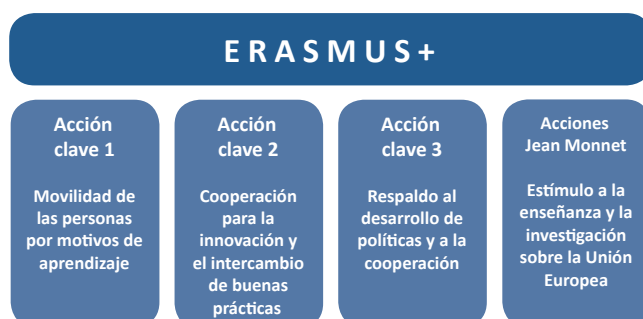 ERASMUS+
Acción
clave 1
Movilidad de
las personas
por motivos de
aprendizaje
Acción
clave 2
Cooperación
para la
innovación y
el intercambio
de buenas
prácticas
Acción
clave 3
Respaldo al
desarrollo de
políticas y a la
cooperación
Acciones
Jean Monnet
Estímulo a la
enseñanza y la
investigación
sobre la Unión
Europea